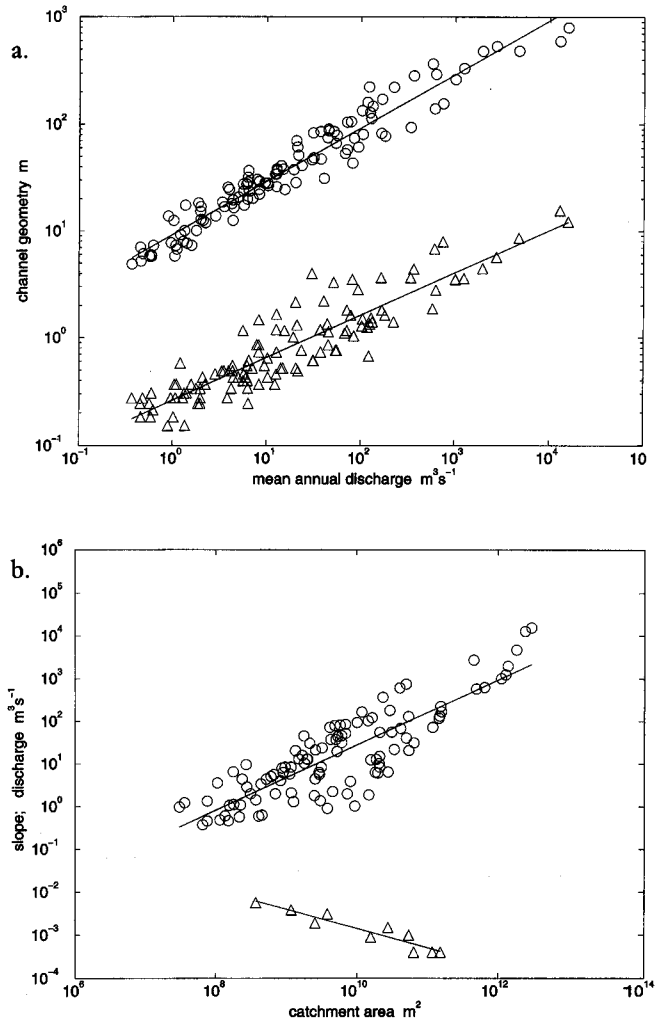 a.
10³
10²
10¹
10⁰
10⁻¹
channel geometry m
10⁻¹ 10⁰ 10¹ 10² 10³ 10⁴ 10
mean annual discharge m³s⁻¹
b.
10⁶
10⁵
10⁴
10³
10²
10¹
10⁰
10⁻¹
10⁻²
10⁻³
10⁻⁴
slope; discharge m³s⁻¹
10⁶ 10⁸ 10¹⁰ 10¹² 10¹⁴
catchment area m²